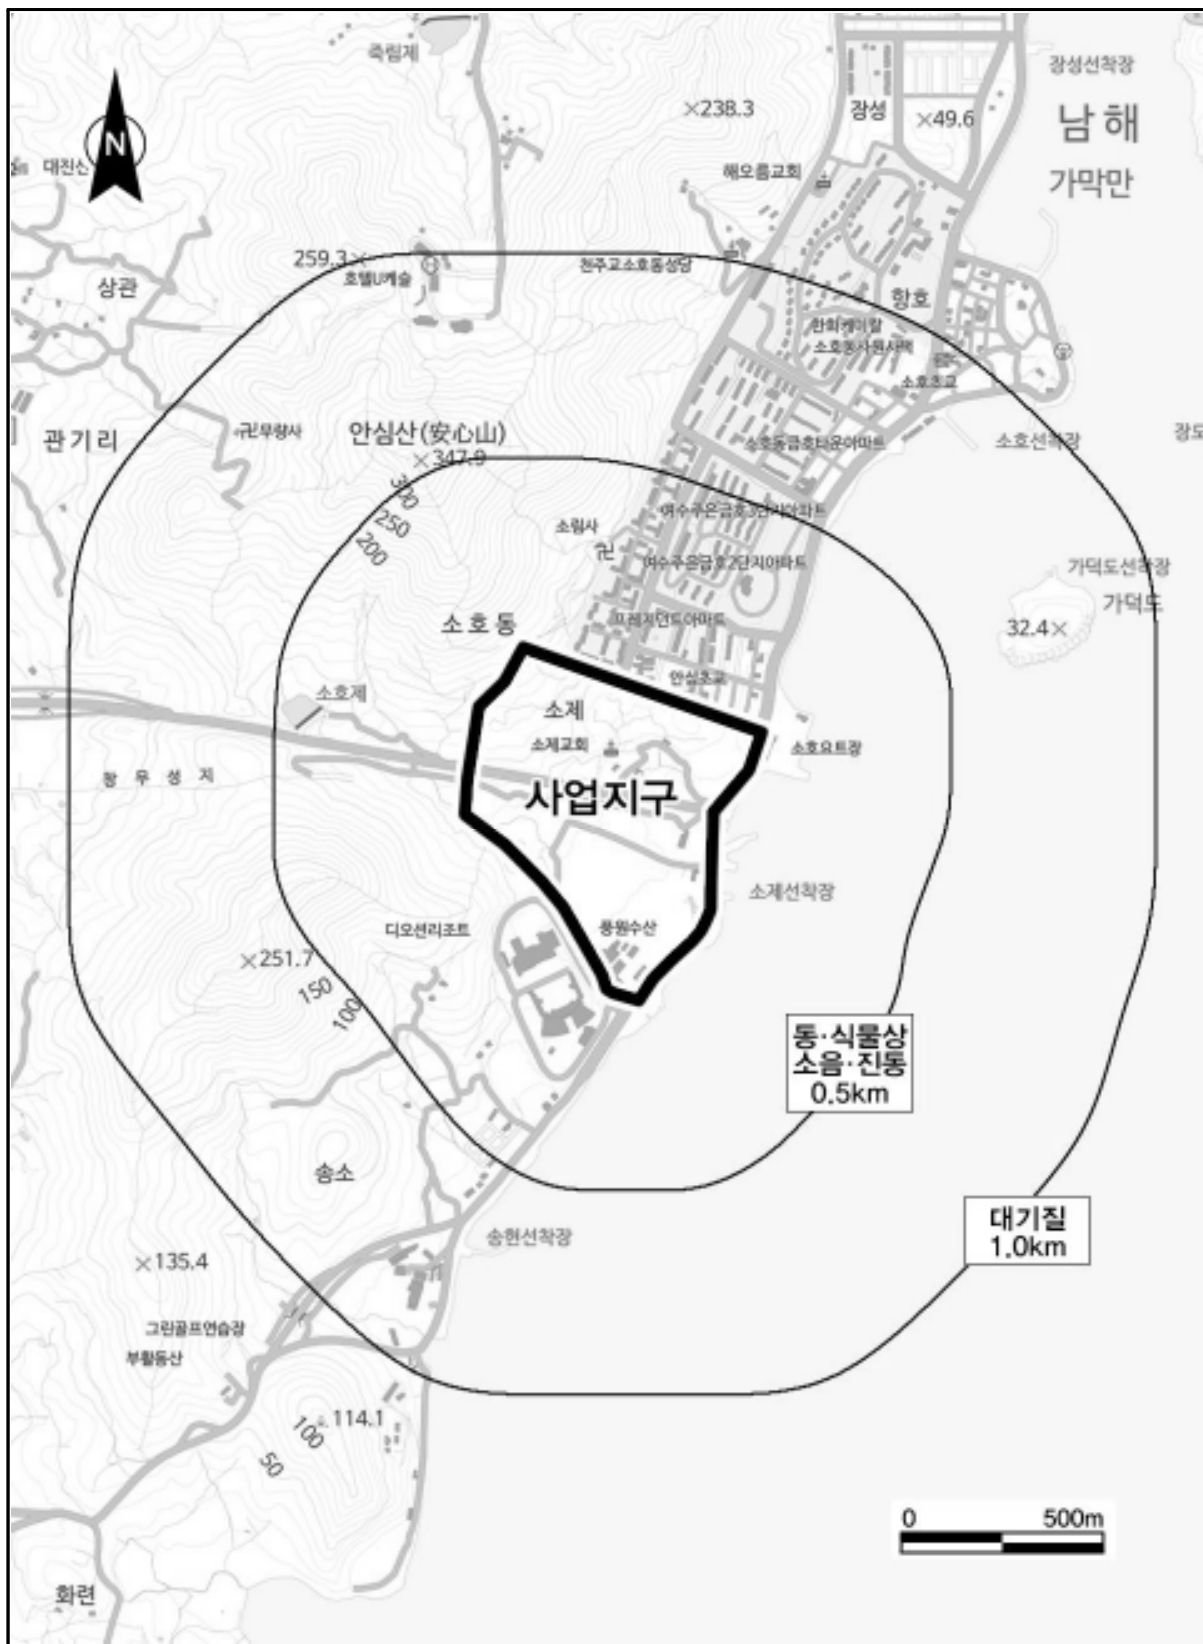 죽림제
장성선착장
×238.3
장성
×49.6
남해
N
대진산
해오름교회
가막만
259.3×
천주교소호동성당
호텔U케슬
상관
항호
한화케미칼
소호동사원사택
소호초교
관기리
卍무량사
안심산(安心山)
×347.9
소호동금호타운아파트
소호선착장
장도
300
250
200
여수주은금호3단지아파트
소림사
卍
여수주은금호2단지아파트
가덕도선착장
가덕도
프레지던트아파트
32.4×
소호동
안심초교
소호제
소제
소제교회
소호요트장
사업지구
소제선착장
디오션리조트
풍원수산
×251.7
150
100
동·식물상
소음·진동
0.5km
송소
대기질
1.0km
송현선착장
×135.4
그린골프연습장
부활동산
114.1
100
50
0 500m
화련